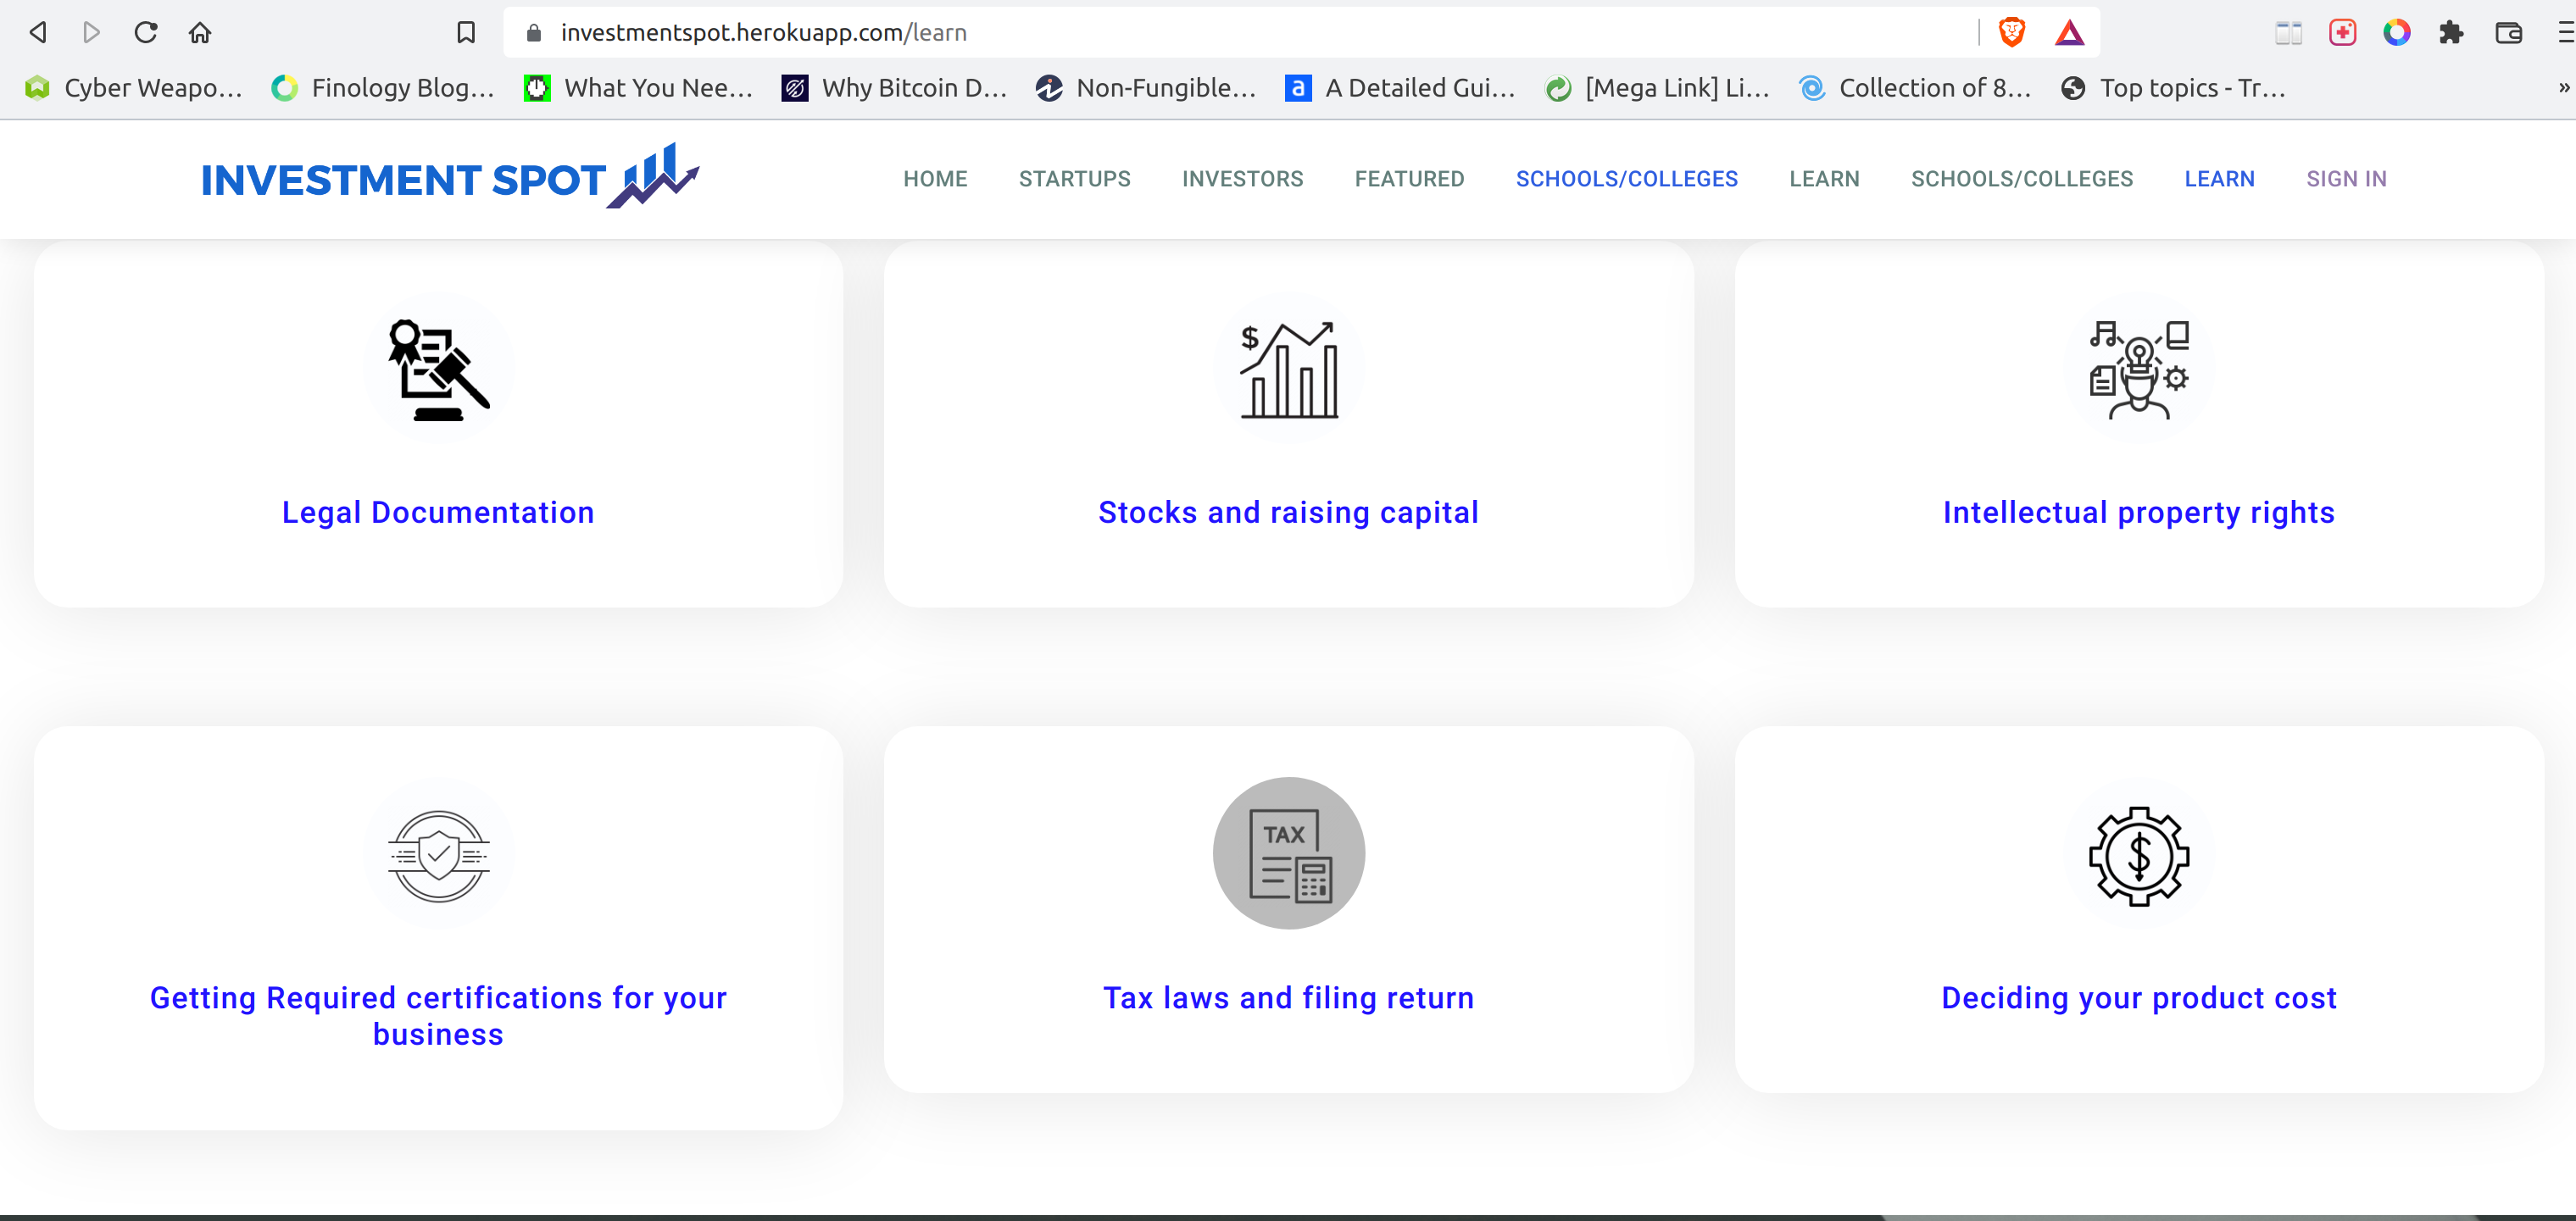 investmentspot.herokuapp.com/learn
Cyber Weapo... Finology Blog... What You Nee... Why Bitcoin D... Non-Fungible... a A Detailed Gui... [Mega Link] Li... Collection of 8... Top topics - Tr... »
INVESTMENT SPOT HOME STARTUPS INVESTORS FEATURED SCHOOLS/COLLEGES LEARN SCHOOLS/COLLEGES LEARN SIGN IN
$
Legal Documentation Stocks and raising capital Intellectual property rights
TAX $
Getting Required certifications for your
business
Tax laws and filing return Deciding your product cost